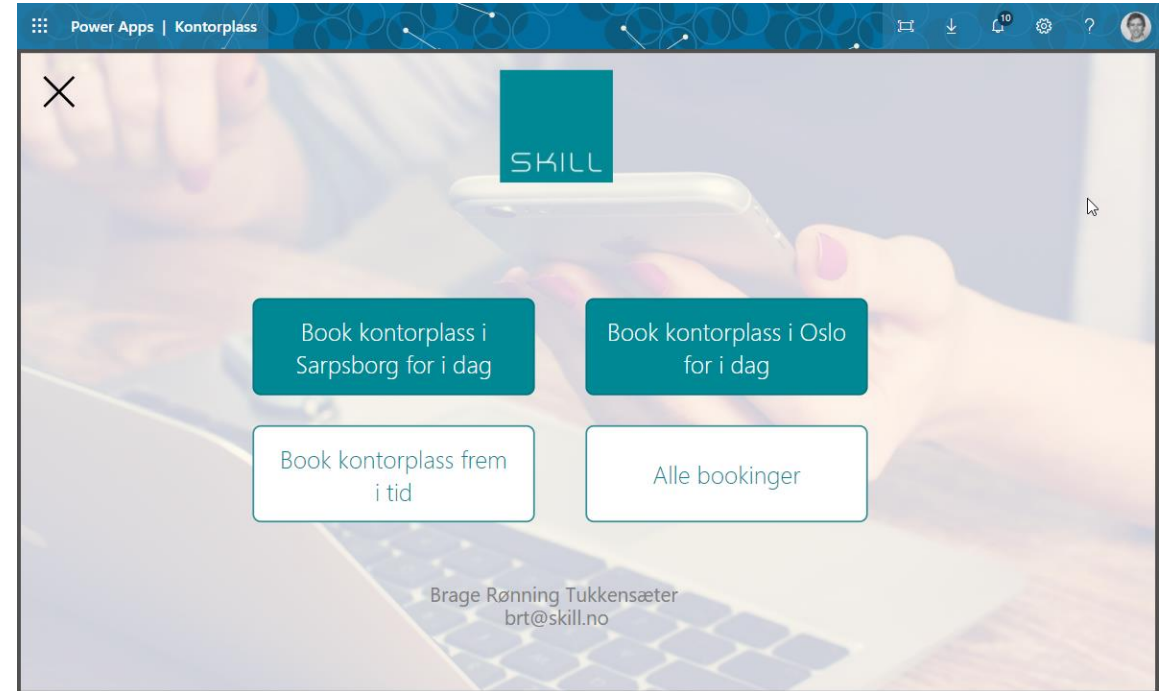 Power Apps | Kontorplass
10
?
SKILL
Book kontorplass i
Sarpsborg for i dag
Book kontorplass i Oslo
for i dag
Book kontorplass frem
i tid
Alle bookinger
Brage Rønning Tukkensæter
brt@skill.no